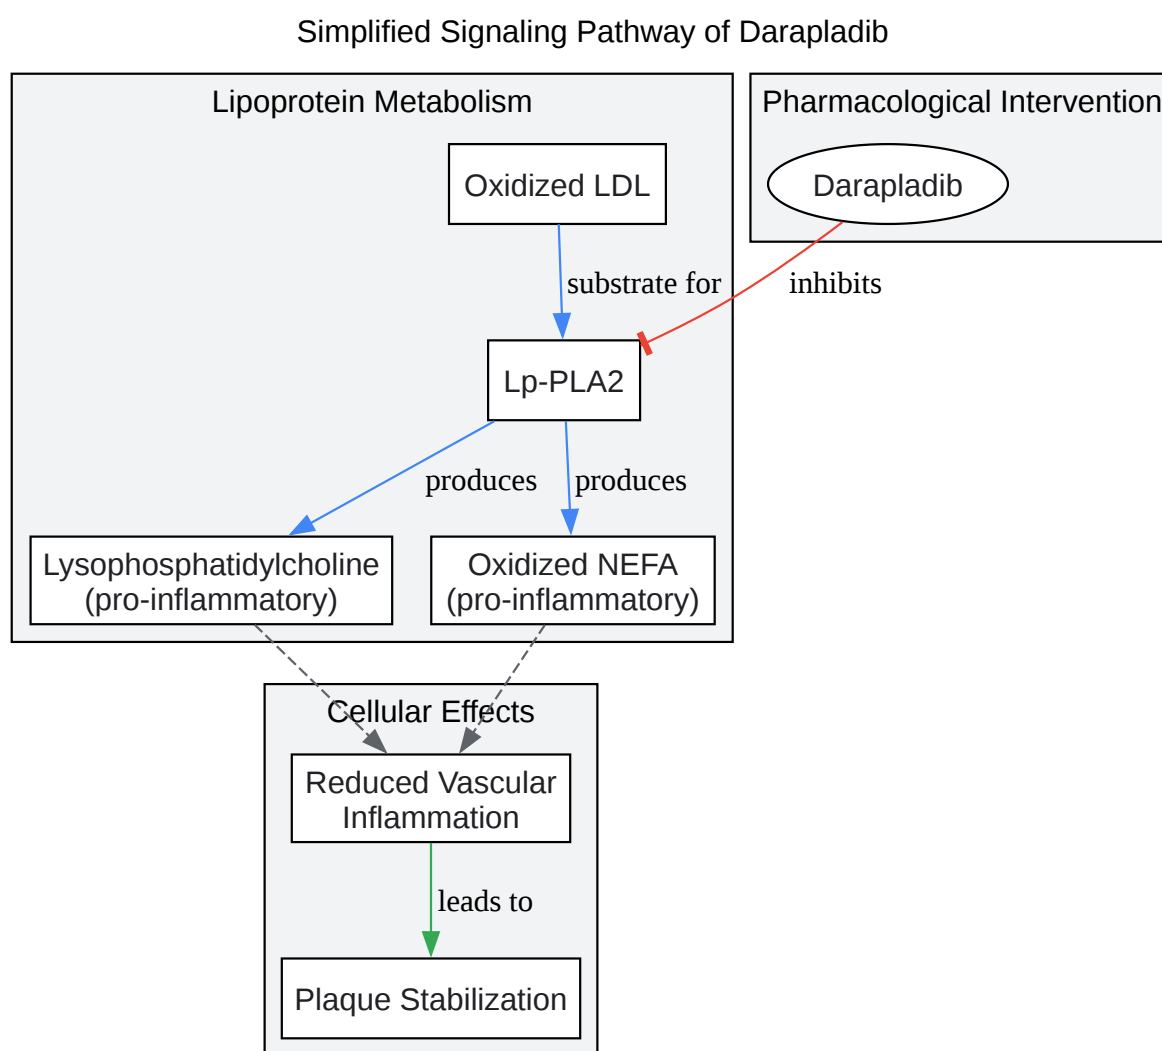 Simplified Signaling Pathway of Darapladib
Lipoprotein Metabolism
Pharmacological Intervention
Oxidized LDL
Darapladib
substrate for
inhibits
Lp-PLA2
produces
produces
Lysophosphatidylcholine
(pro-inflammatory)
Oxidized NEFA
(pro-inflammatory)
Cellular Effects
Reduced Vascular
Inflammation
leads to
Plaque Stabilization